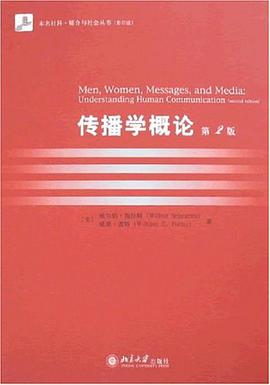 未名社科·媒介与社会丛书（影印版）
Men, Women, Messages, and Media:
Understanding Human Communication (second edition)
传播学概论 第2版
〔美〕 威尔伯·施拉姆 (Wilbur Schramm)
威廉·波特 (William E. Porter) 著
北京大学出版社
PEKING UNIVERSITY PRESS